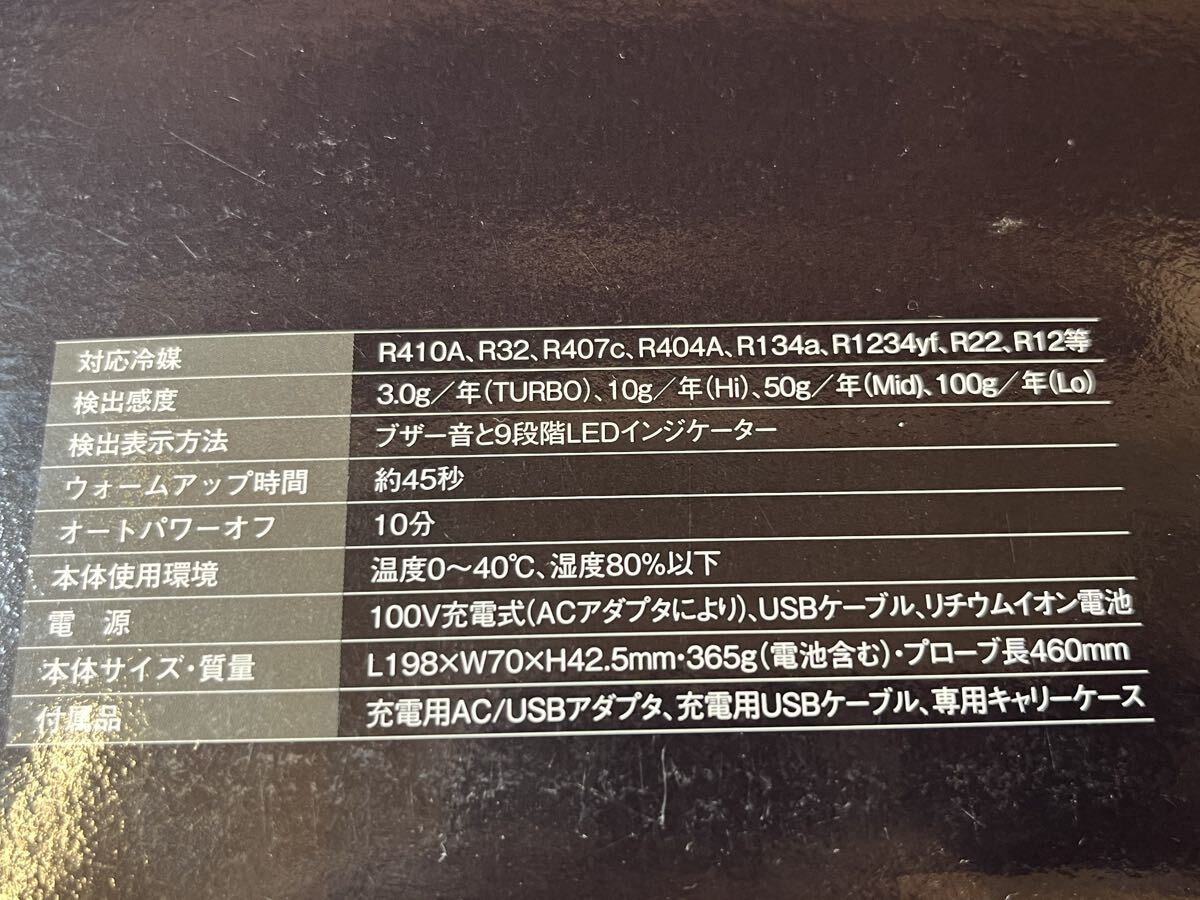 対応冷媒 R410A、R32、R407c、R404A、R134a、R1234yf、R22、R12等
検出感度 3.0g／年(TURBO)、10g／年(Hi)、50g／年(Mid)、100g／年(Lo)
検出表示方法 ブザー音と9段階LEDインジケーター
ウォームアップ時間 約45秒
オートパワーオフ 10分
本体使用環境 温度0〜40℃、湿度80%以下
電　源 100V充電式(ACアダプタにより)、USBケーブル、リチウムイオン電池
本体サイズ・質量 L198×W70×H42.5mm・365g(電池含む)・プローブ長460mm
付属品 充電用AC/USBアダプタ、充電用USBケーブル、専用キャリーケース